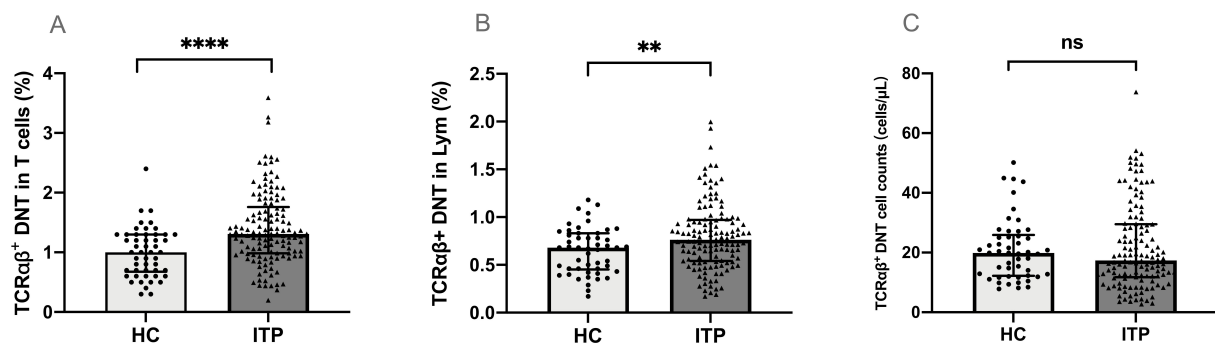 A
****
TCRαβ⁺ DNT in T cells (%)
4
3
2
1
0
HC
ITP
B
**
TCRαβ+ DNT in Lym (%)
2.5
2.0
1.5
1.0
0.5
0.0
HC
ITP
C
ns
TCRαβ⁺ DNT cell counts (cells/μL)
80
60
40
20
0
HC
ITP